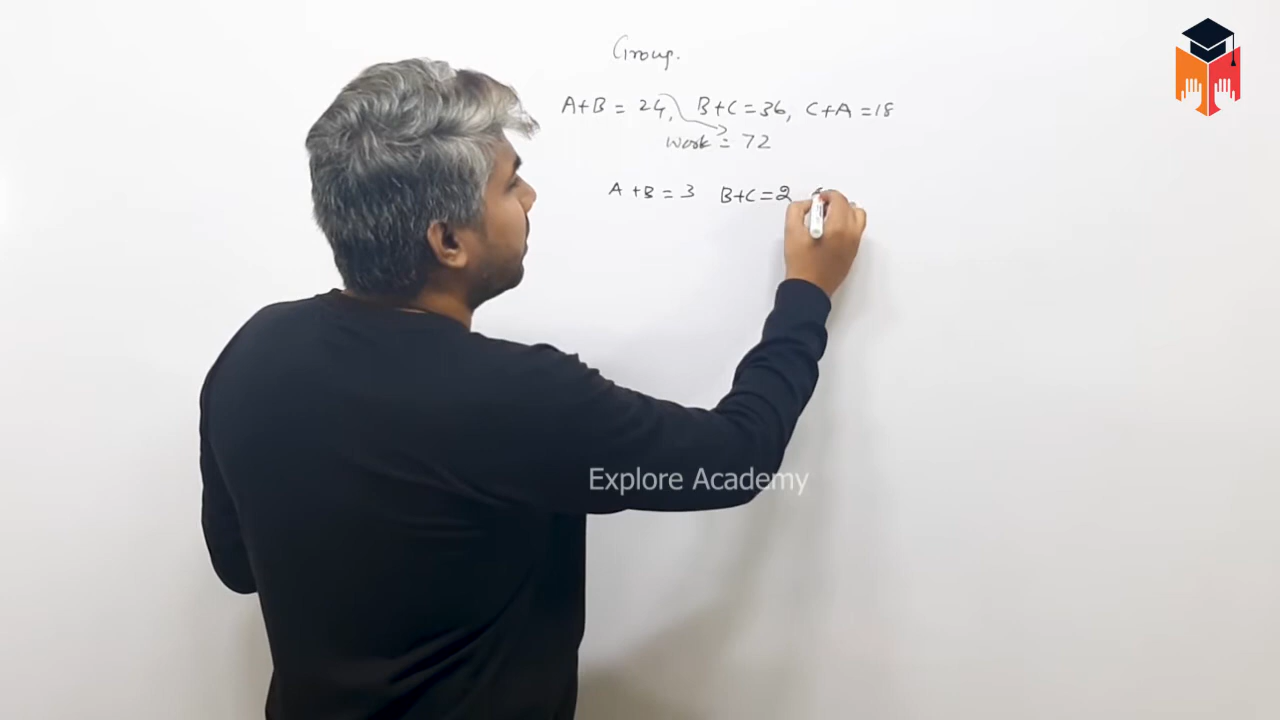 Group.
A+B = 24, B+C = 36, C+A = 18
work = 72
A+B = 3 B+C = 2
Explore Academy